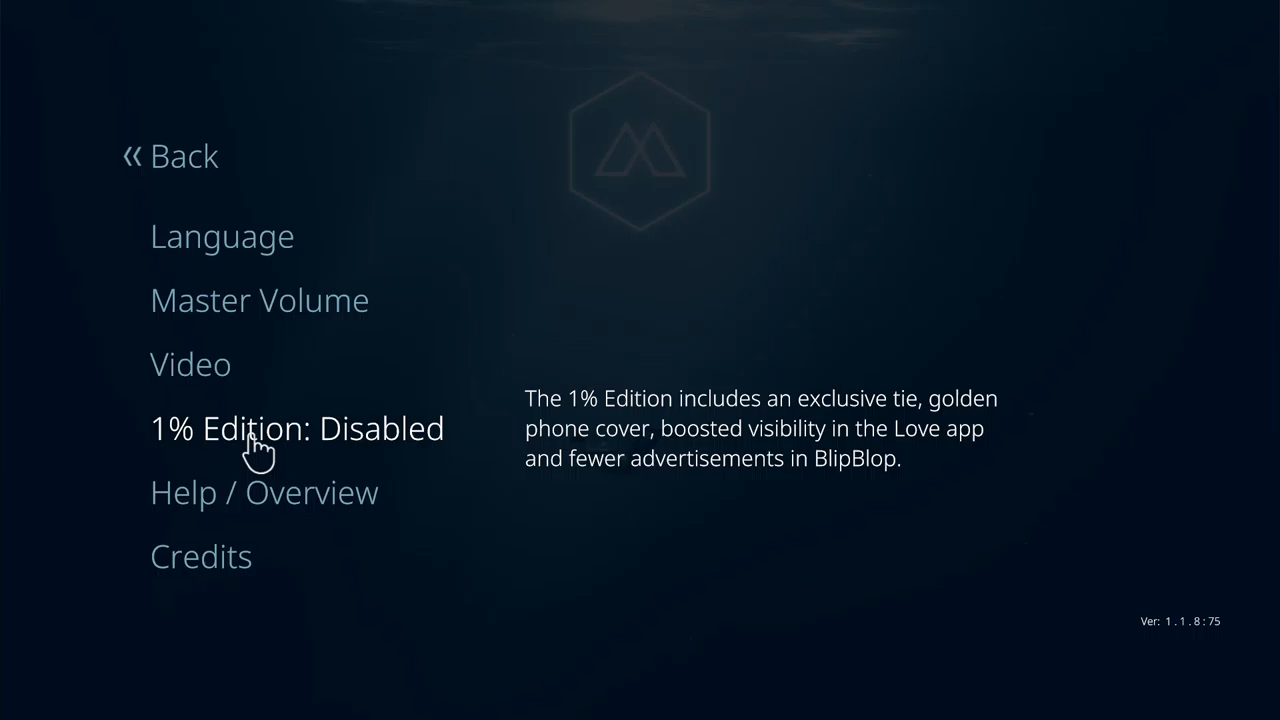 « Back
Language
Master Volume
Video
1% Edition: Disabled
The 1% Edition includes an exclusive tie, golden
phone cover, boosted visibility in the Love app
and fewer advertisements in BlipBlop.
Help / Overview
Credits
Ver: 1.1.8:75